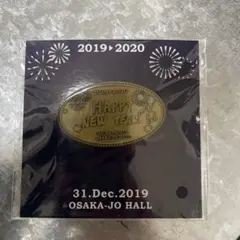 2019▸2020
HAPPY
NEW YEAR
31.Dec.2019
OSAKA-JO HALL